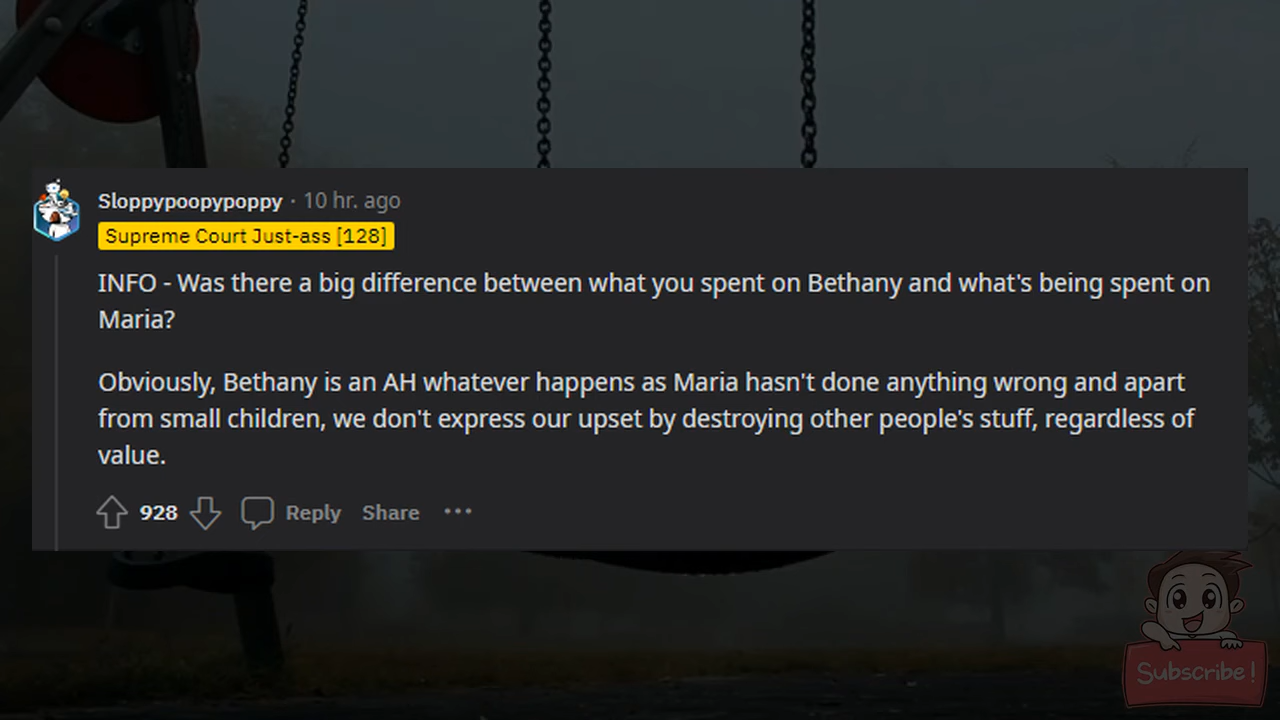 Sloppypoopypoppy · 10 hr. ago
Supreme Court Just-ass [128]
INFO - Was there a big difference between what you spent on Bethany and what's being spent on
Maria?
Obviously, Bethany is an AH whatever happens as Maria hasn't done anything wrong and apart
from small children, we don't express our upset by destroying other people's stuff, regardless of
value.
928 Reply Share ···
Subscribe!